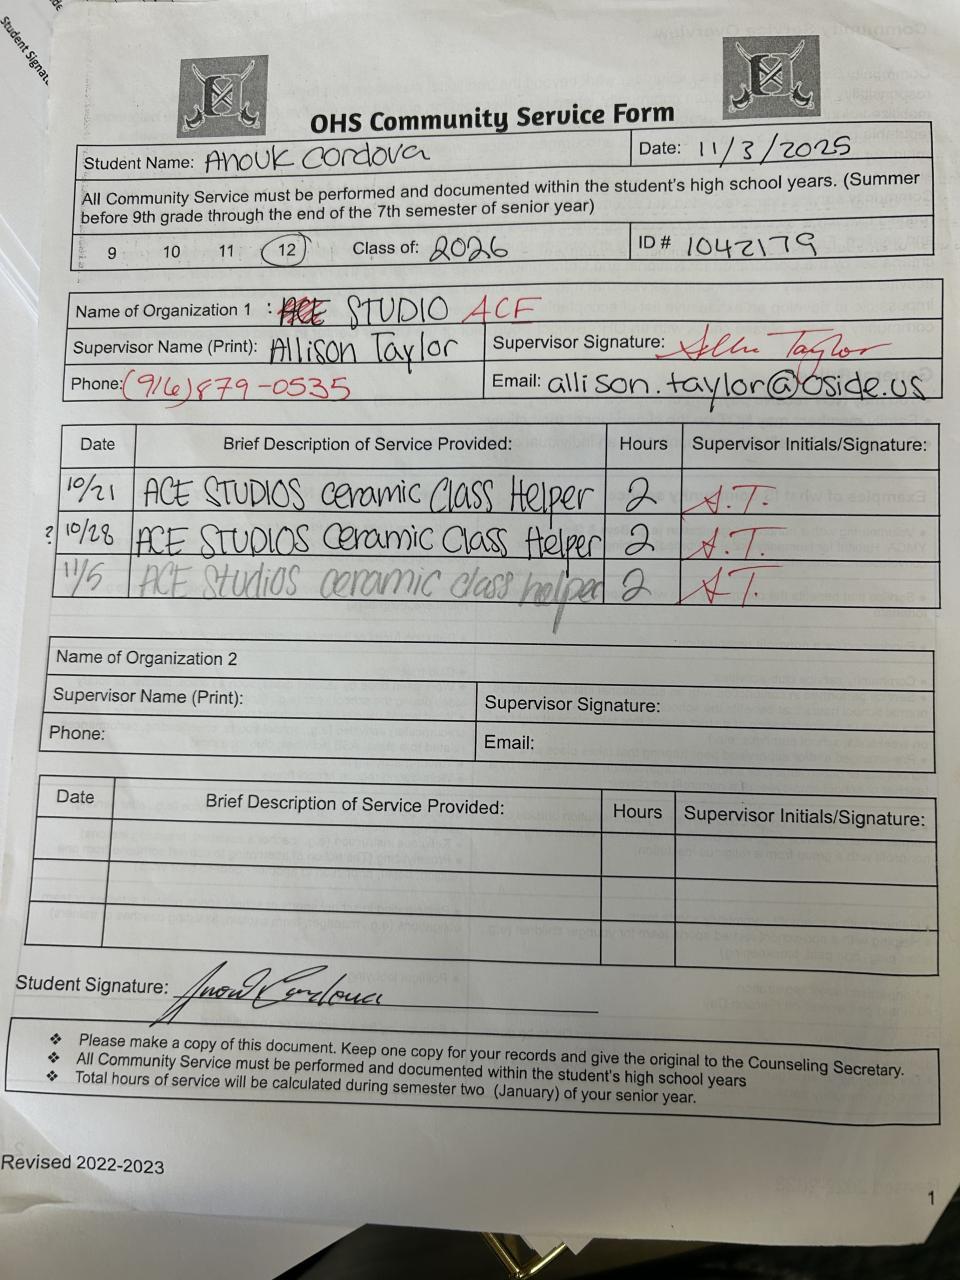 Student Signatu
OHS Community Service Form
Student Name: Anouk Cordova Date: 11/3/2025
All Community Service must be performed and documented within the student's high school years. (Summer
before 9th grade through the end of the 7th semester of senior year)
9 10 11 12 Class of: 2026 ID # 1042179
Name of Organization 1 : STUDIO ACE
Supervisor Name (Print): Allison Taylor Supervisor Signature: Allie Taylor
Phone: (916) 879-0535 Email: allison.taylor@oside.us
Date Brief Description of Service Provided: Hours Supervisor Initials/Signature:
10/21 ACE STUDIOS ceramic Class Helper 2 A.T.
? 10/28 ACE STUDIOS ceramic Class Helper 2 A.T.
11/5 ACE Studios ceramic class helper 2 A.T.
Name of Organization 2
Supervisor Name (Print): Supervisor Signature:
Phone: Email:
Date Brief Description of Service Provided: Hours Supervisor Initials/Signature:
Student Signature: Anouk Cordova
❖ Please make a copy of this document. Keep one copy for your records and give the original to the Counseling Secretary.
❖ All Community Service must be performed and documented within the student's high school years
❖ Total hours of service will be calculated during semester two (January) of your senior year.
Revised 2022-2023
1